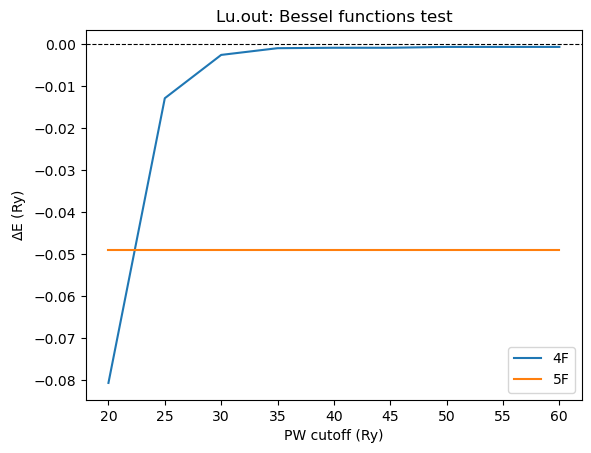 Lu.out: Bessel functions test
0.00
−0.01
−0.02
−0.03
−0.04
−0.05
−0.06
−0.07
−0.08
ΔE (Ry)
4F
5F
20 25 30 35 40 45 50 55 60
PW cutoff (Ry)